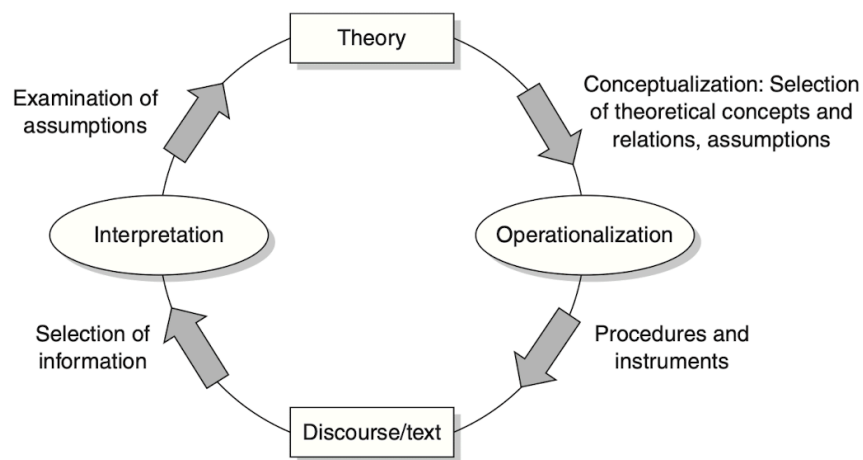 Theory
Conceptualization: Selection
of theoretical concepts and
relations, assumptions
Operationalization
Procedures and
instruments
Discourse/text
Selection of
information
Interpretation
Examination of
assumptions